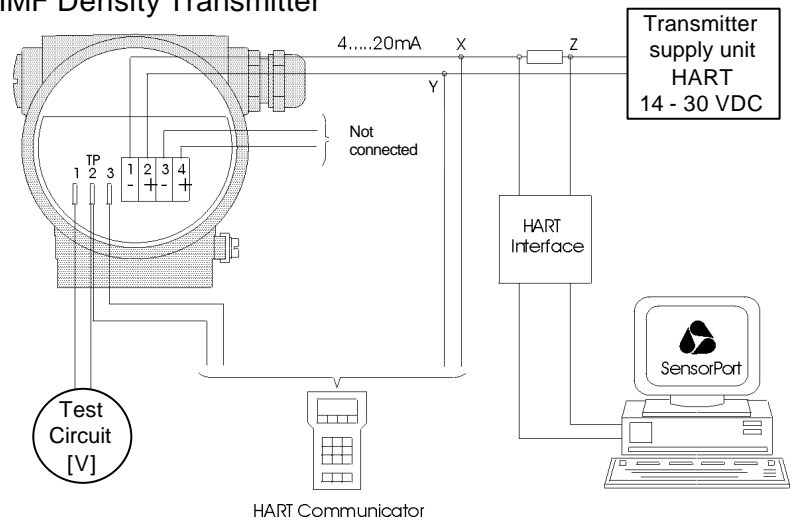 IMF Density Transmitter
Transmitter
supply unit
HART
14 - 30 VDC
4.....20mA
X
Z
Y
Not
connected
TP
1 2 3
1 2 3 4
- + - +
HART
Interface
SensorPort
Test
Circuit
[V]
HART Communicator